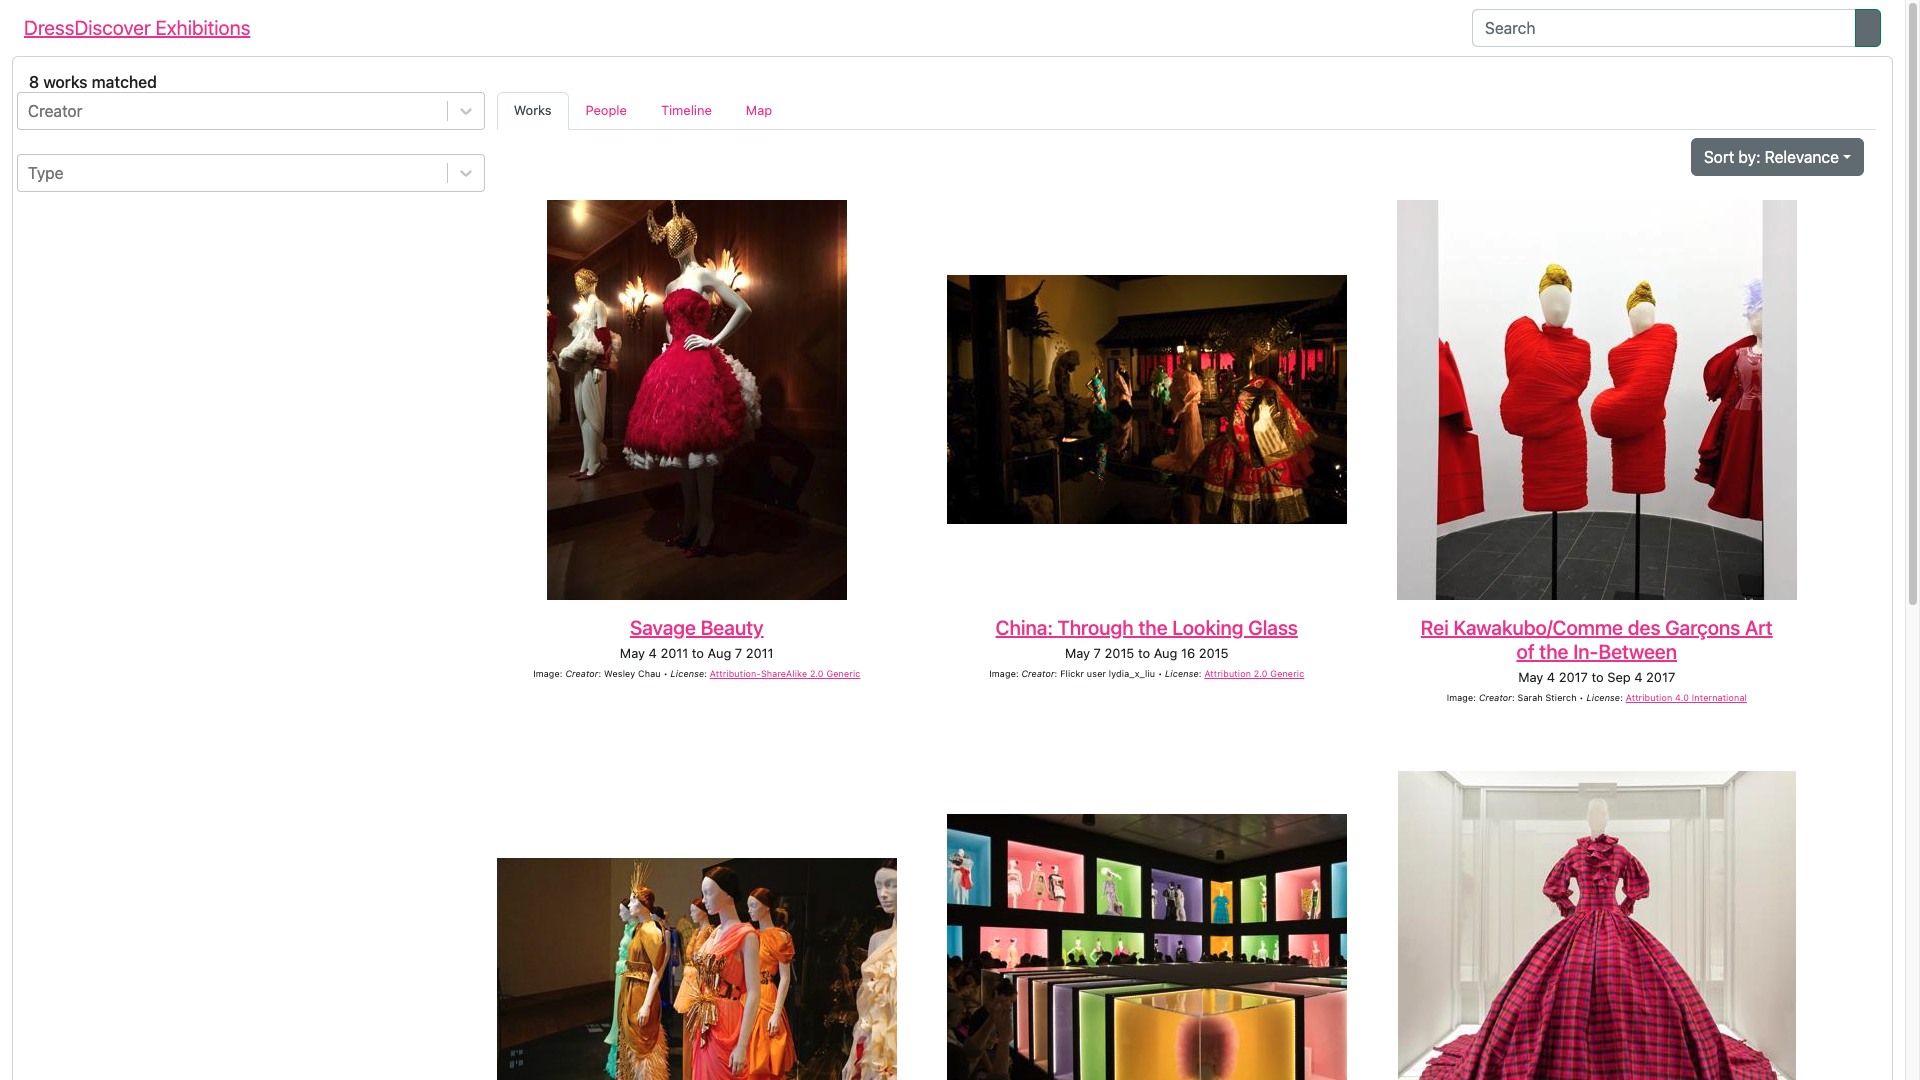 DressDiscover Exhibitions
Search
8 works matched
Creator
Works
People
Timeline
Map
Type
Sort by: Relevance
Savage Beauty
May 4 2011 to Aug 7 2011
Image: Creator: Wesley Chau • License: Attribution-ShareAlike 2.0 Generic
China: Through the Looking Glass
May 7 2015 to Aug 16 2015
Image: Creator: Flickr user lydia_x_liu • License: Attribution 2.0 Generic
Rei Kawakubo/Comme des Garçons Art
of the In-Between
May 4 2017 to Sep 4 2017
Image: Creator: Sarah Stierch • License: Attribution 4.0 International